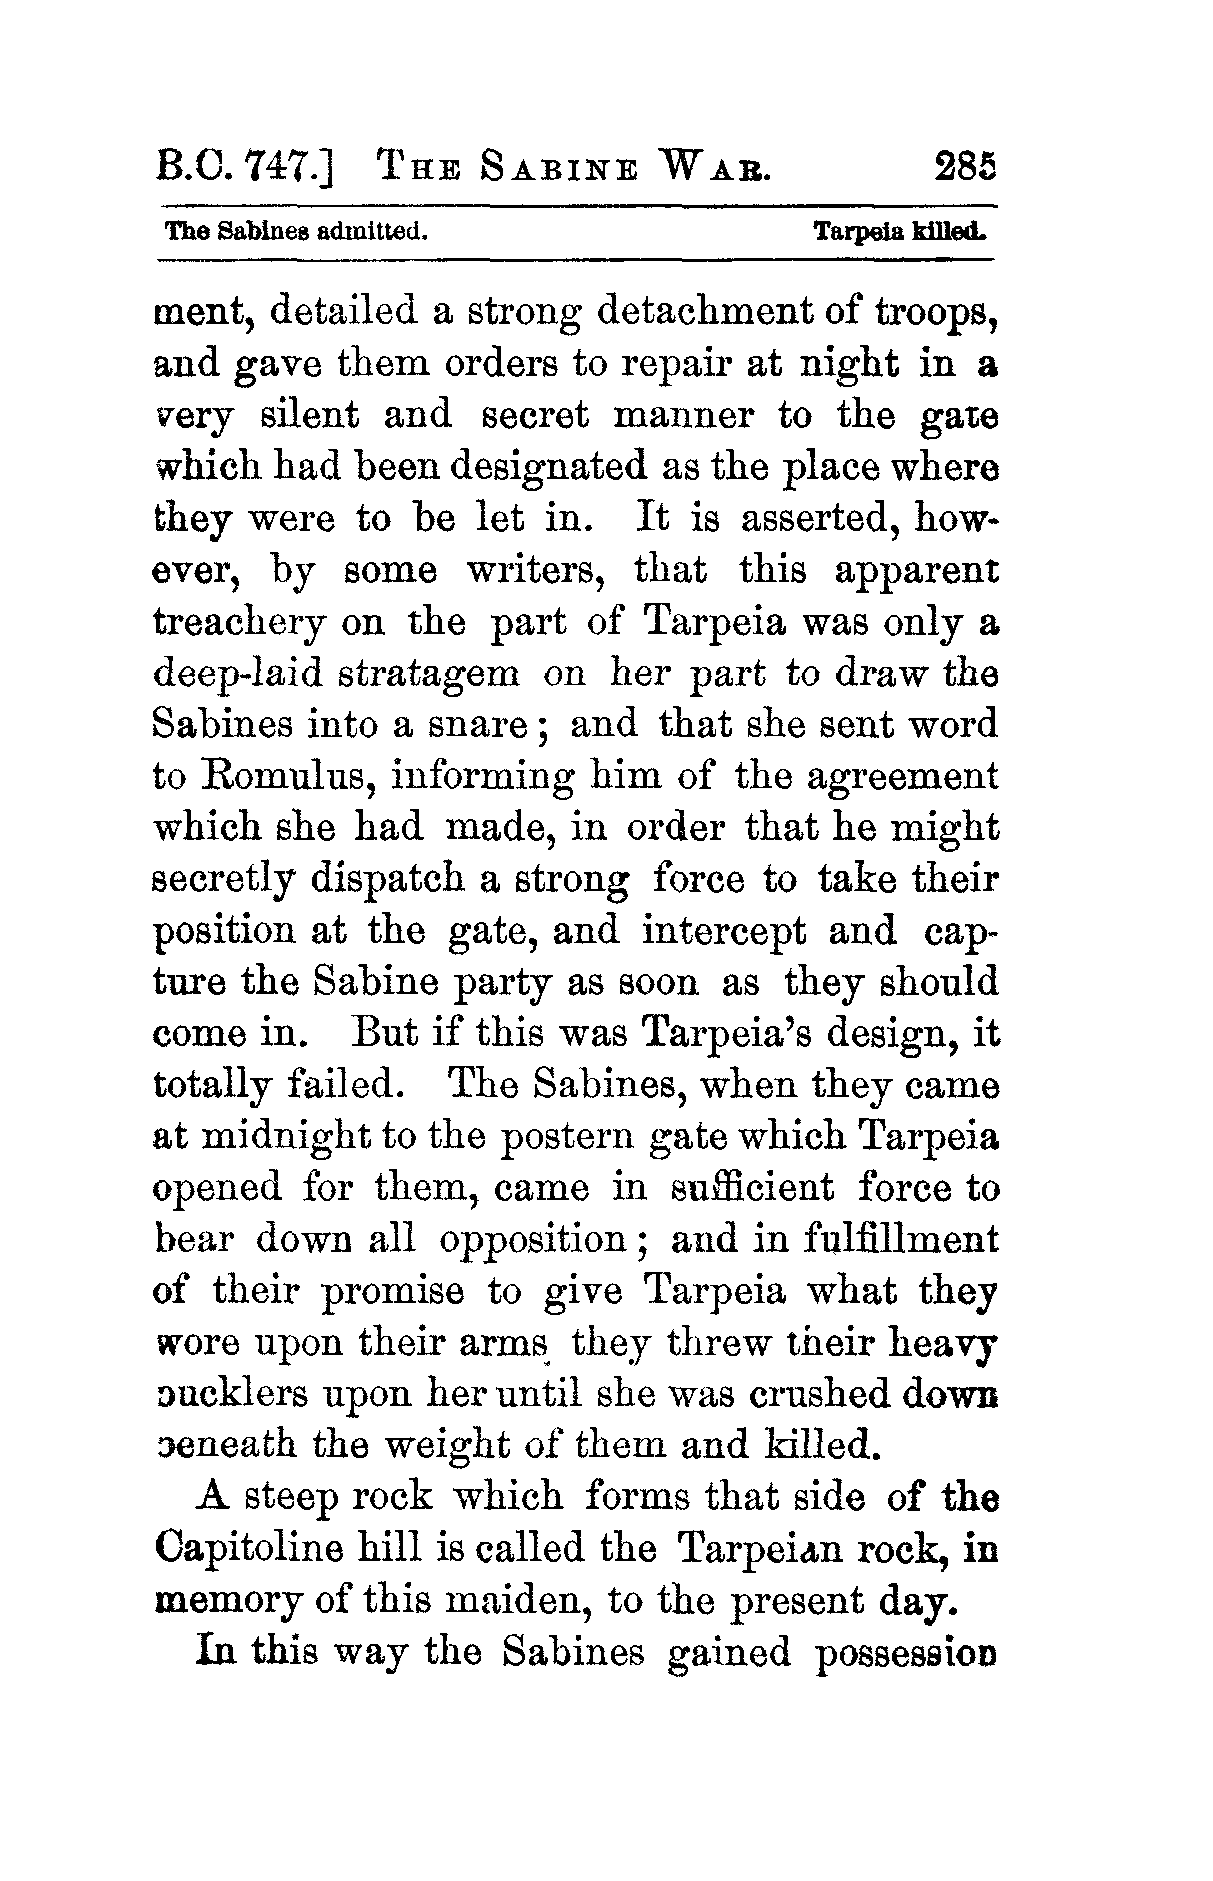 B.C. 747.] The Sabine War. 285
The Sabines admitted. Tarpeia killed.
ment, detailed a strong detachment of troops,
and gave them orders to repair at night in a
very silent and secret manner to the gate
which had been designated as the place where
they were to be let in. It is asserted, how-
ever, by some writers, that this apparent
treachery on the part of Tarpeia was only a
deep-laid stratagem on her part to draw the
Sabines into a snare; and that she sent word
to Romulus, informing him of the agreement
which she had made, in order that he might
secretly dispatch a strong force to take their
position at the gate, and intercept and cap-
ture the Sabine party as soon as they should
come in. But if this was Tarpeia's design, it
totally failed. The Sabines, when they came
at midnight to the postern gate which Tarpeia
opened for them, came in sufficient force to
bear down all opposition; and in fulfillment
of their promise to give Tarpeia what they
wore upon their arms, they threw their heavy
bucklers upon her until she was crushed down
beneath the weight of them and killed.
A steep rock which forms that side of the
Capitoline hill is called the Tarpeian rock, in
memory of this maiden, to the present day.
In this way the Sabines gained possession